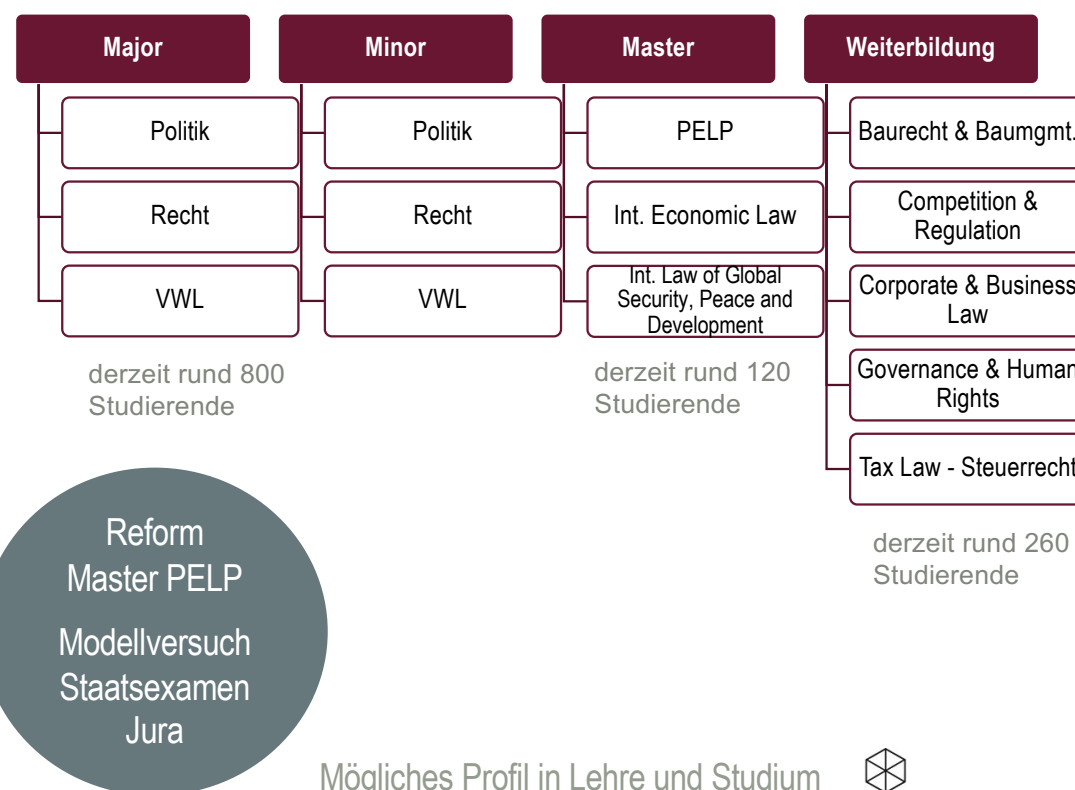 Major
Minor
Master
Weiterbildung
Politik
Recht
VWL
derzeit rund 800
Studierende
Politik
Recht
VWL
PELP
Int. Economic Law
Int. Law of Global
Security, Peace and
Development
derzeit rund 120
Studierende
Baurecht & Baumgmt.
Competition &
Regulation
Corporate & Business
Law
Governance & Human
Rights
Tax Law - Steuerrecht
derzeit rund 260
Studierende
Reform
Master PELP
Modellversuch
Staatsexamen
Jura
Mögliches Profil in Lehre und Studium